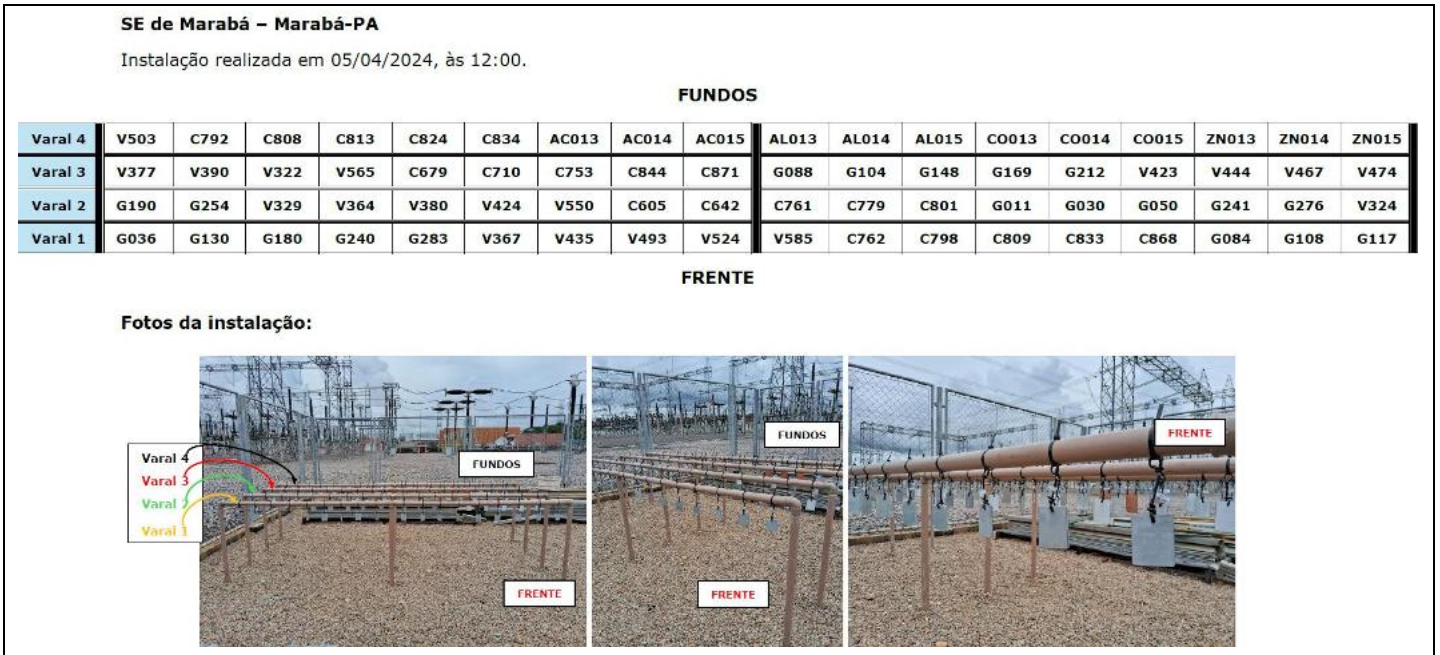 SE de Marabá – Marabá-PA
Instalação realizada em 05/04/2024, às 12:00.
FUNDOS
Varal 4 V503 C792 C808 C813 C824 C834 AC013 AC014 AC015 AL013 AL014 AL015 CO013 CO014 CO015 ZN013 ZN014 ZN015
Varal 3 V377 V390 V322 V565 C679 C710 C753 C844 C871 G088 G104 G148 G169 G212 V423 V444 V467 V474
Varal 2 G190 G254 V329 V364 V380 V424 V550 C605 C642 C761 C779 C801 G011 G030 G050 G241 G276 V324
Varal 1 G036 G130 G180 G240 G283 V367 V435 V493 V524 V585 C762 C798 C809 C833 C868 G084 G108 G117
FRENTE
Fotos da instalação:
Varal 4
Varal 3
Varal 2
Varal 1
FUNDOS
FRENTE
FUNDOS
FRENTE
FRENTE